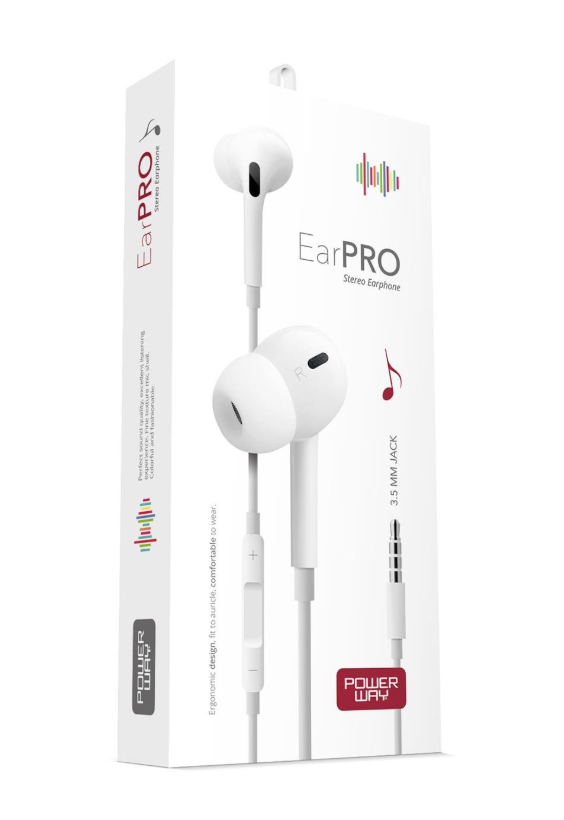 EarPRO
Stereo Earphone
Perfect sound quality, excellent listening
experience. Fine texture mic shell.
Colorful and fashionable.
POWER
WAY
EarPRO
Stereo Earphone
R
3.5 MM JACK
+
−
Ergonomic design, fit to auricle, comfortable to wear.
POWER
WAY